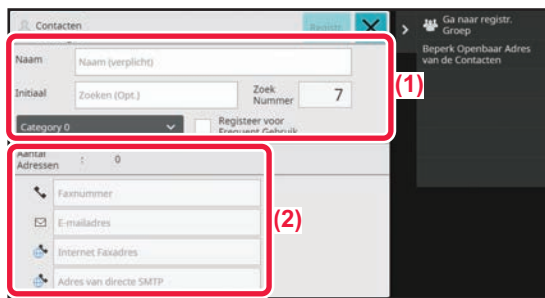 Contacten
Registr.
Ga naar registr.
Groep
Beperk Openbaar Adres
van de Contacten
Naam
Naam (verplicht)
(1)
Initiaal
Zoeken (Opt.)
Zoek
Nummer
7
Category 0
Registeer voor
Frequent Gebruik
Aantal
Adressen
: 0
Faxnummer
E-mailadres
(2)
Internet Faxadres
Adres van directe SMTP